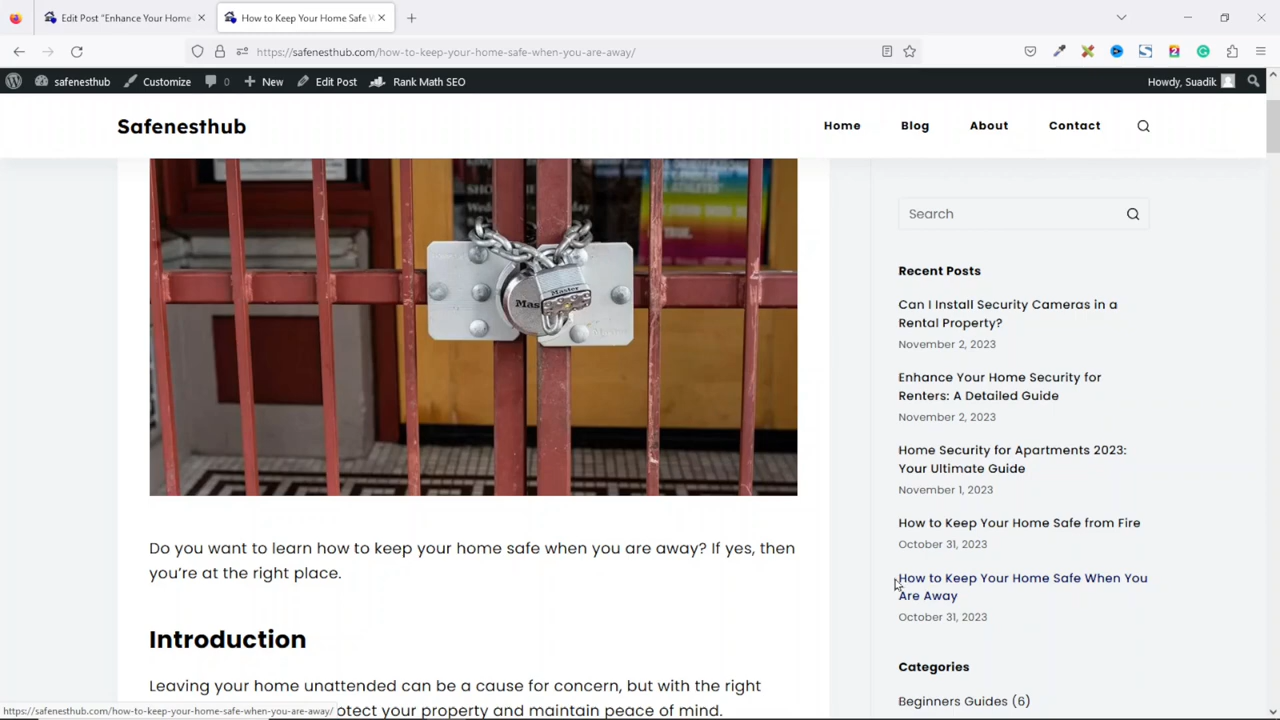 Edit Post "Enhance Your Home
How to Keep Your Home Safe W
https://safenesthub.com/how-to-keep-your-home-safe-when-you-are-away/
safenesthub
Customize
0
New
Edit Post
Rank Math SEO
Howdy, Suadik
Safenesthub
Home
Blog
About
Contact
Master
Search
Recent Posts
Can I Install Security Cameras in a
Rental Property?
November 2, 2023
Enhance Your Home Security for
Renters: A Detailed Guide
November 2, 2023
Home Security for Apartments 2023:
Your Ultimate Guide
November 1, 2023
How to Keep Your Home Safe from Fire
October 31, 2023
How to Keep Your Home Safe When You
Are Away
October 31, 2023
Categories
Beginners Guides (6)
Do you want to learn how to keep your home safe when you are away? If yes, then
you're at the right place.
Introduction
Leaving your home unattended can be a cause for concern, but with the right
otect your property and maintain peace of mind.
https://safenesthub.com/how-to-keep-your-home-safe-when-you-are-away/